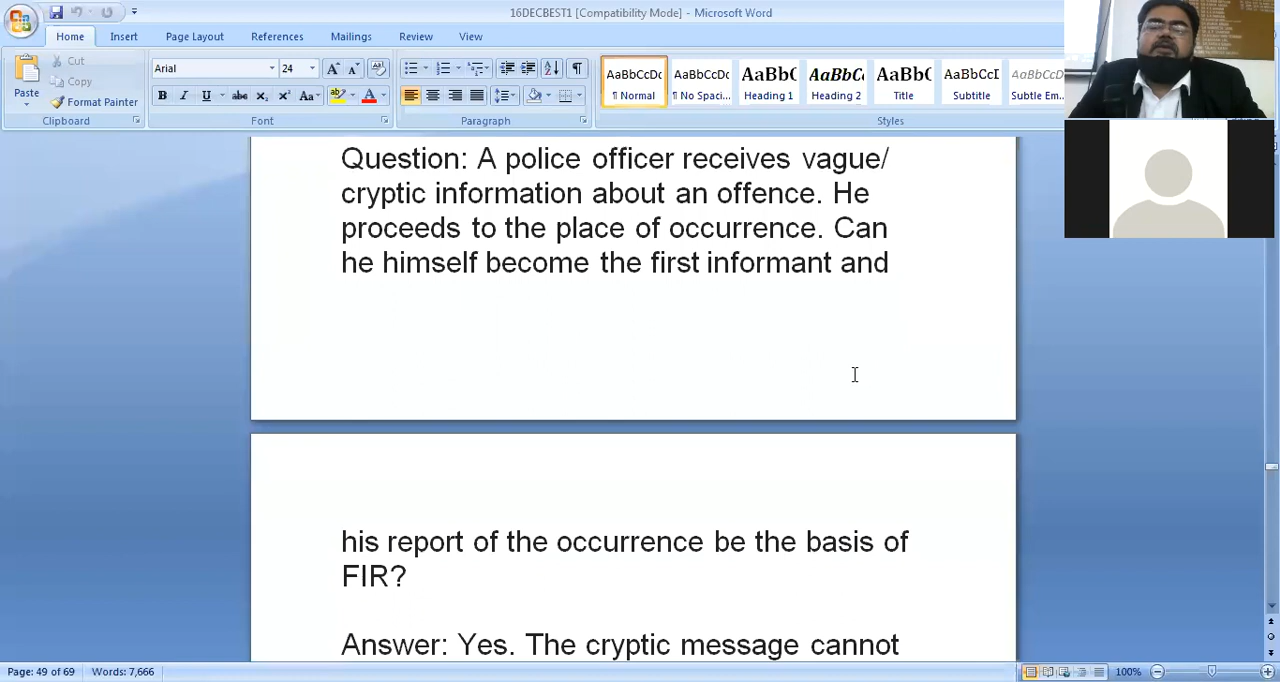 16DECBEST1 [Compatibility Mode] - Microsoft Word
Home Insert Page Layout References Mailings Review View
Cut
Copy
Format Painter
Paste
Clipboard
Arial 24
Font
Paragraph
AaBbCcDc AaBbCcDc AaBbC AaBbCc AaBbC AaBbCcI AaBbCcDc
¶ Normal ¶ No Spaci... Heading 1 Heading 2 Title Subtitle Subtle Em...
Styles
Question: A police officer receives vague/
cryptic information about an offence. He
proceeds to the place of occurrence. Can
he himself become the first informant and
his report of the occurrence be the basis of
FIR?
Answer: Yes. The cryptic message cannot
Page: 49 of 69 Words: 7,666 100%